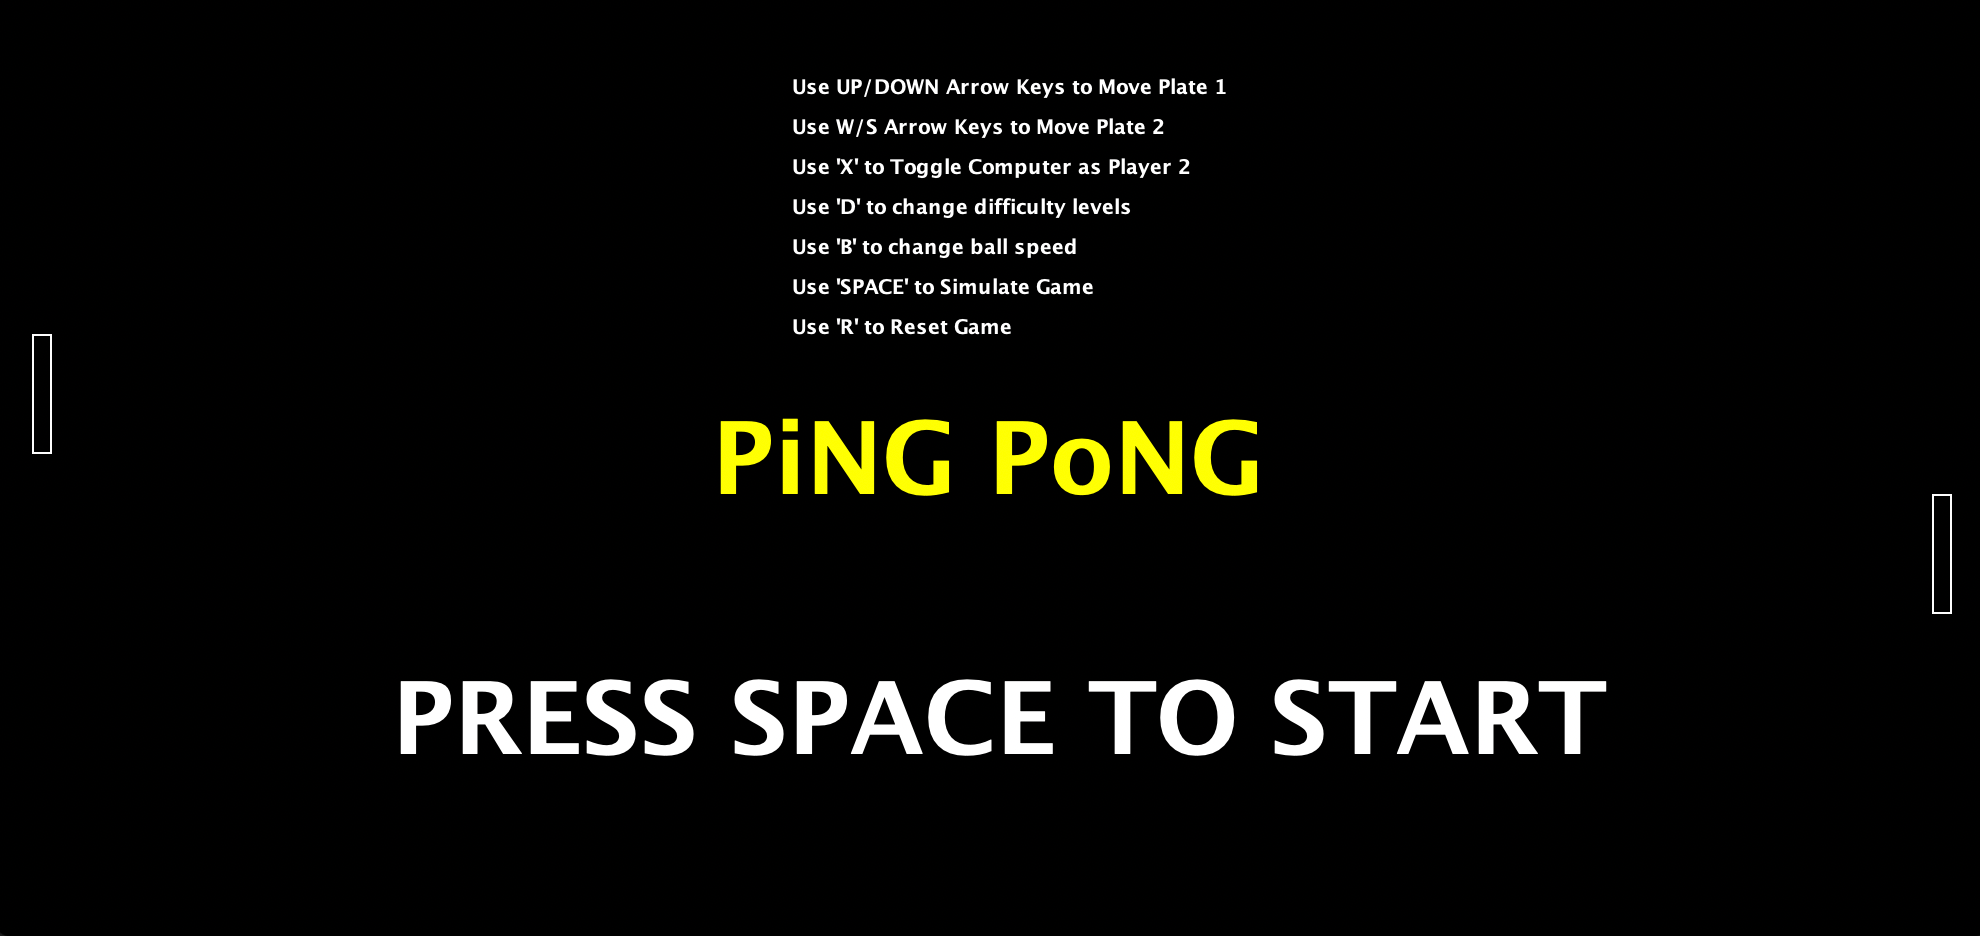 Use UP/DOWN Arrow Keys to Move Plate 1
Use W/S Arrow Keys to Move Plate 2
Use 'X' to Toggle Computer as Player 2
Use 'D' to change difficulty levels
Use 'B' to change ball speed
Use 'SPACE' to Simulate Game
Use 'R' to Reset Game
PiNG PoNG
PRESS SPACE TO START